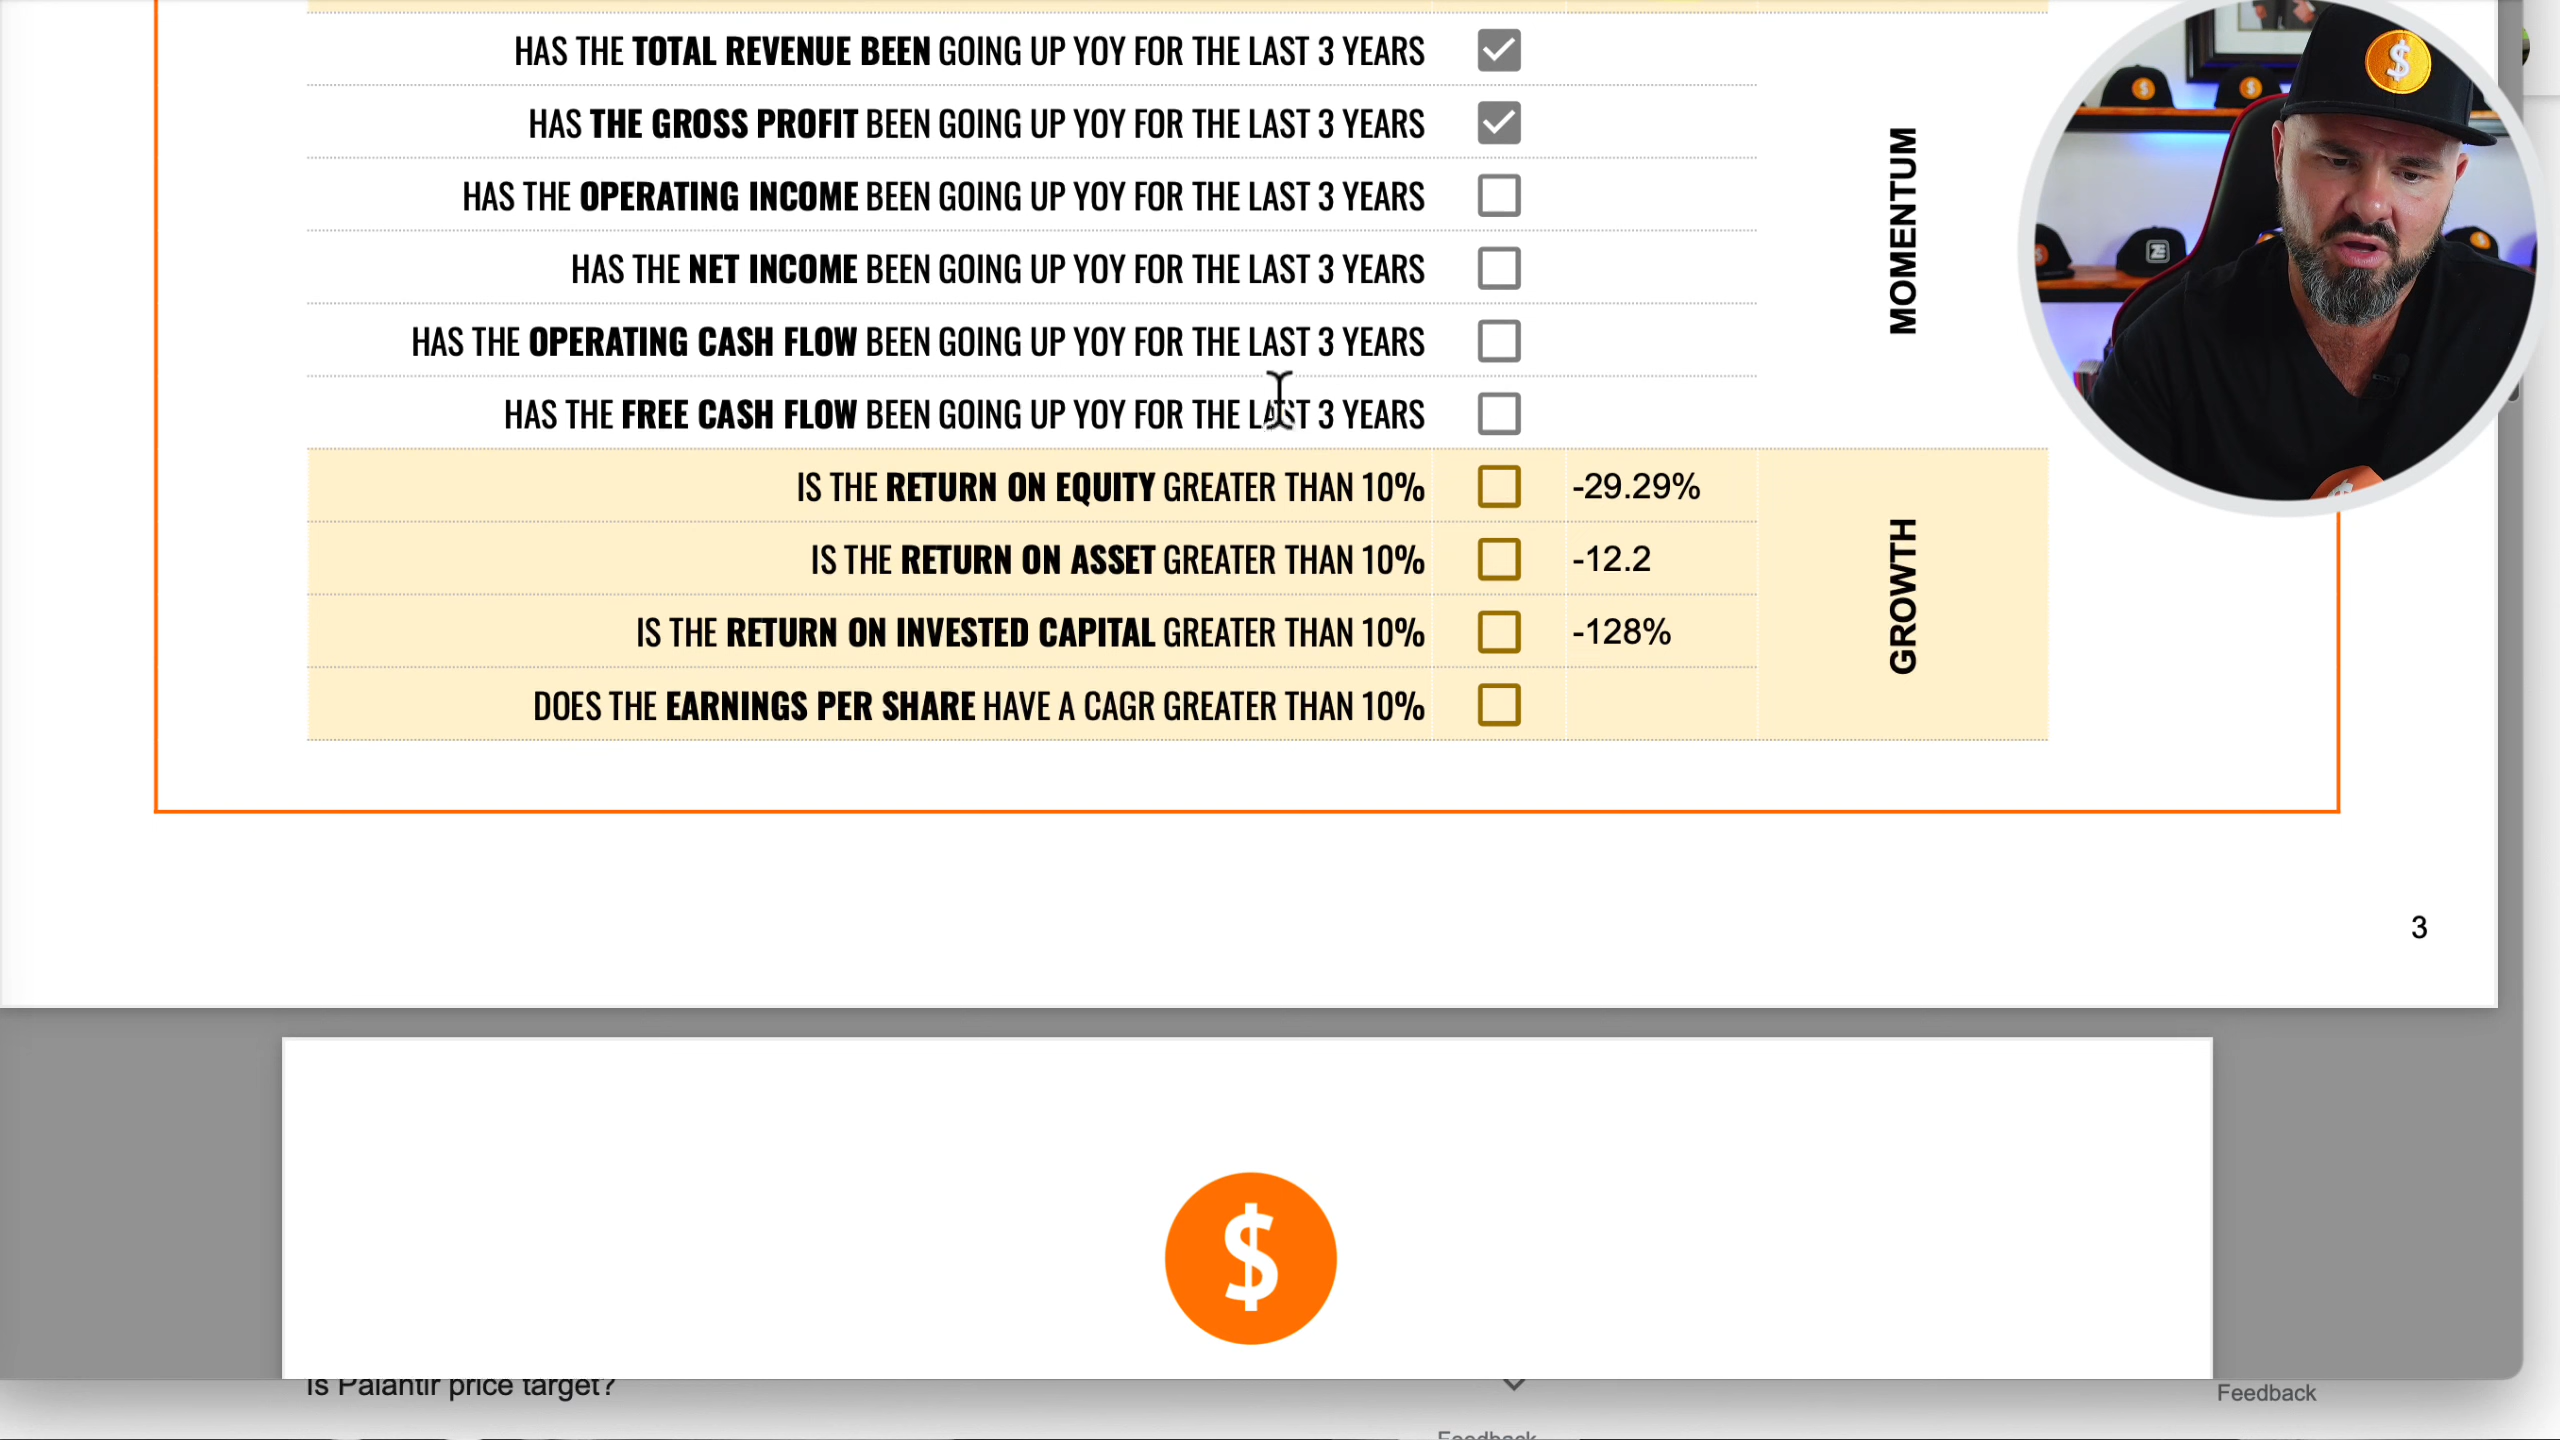 HAS THE TOTAL REVENUE BEEN GOING UP YOY FOR THE LAST 3 YEARS
HAS THE GROSS PROFIT BEEN GOING UP YOY FOR THE LAST 3 YEARS
HAS THE OPERATING INCOME BEEN GOING UP YOY FOR THE LAST 3 YEARS
HAS THE NET INCOME BEEN GOING UP YOY FOR THE LAST 3 YEARS
HAS THE OPERATING CASH FLOW BEEN GOING UP YOY FOR THE LAST 3 YEARS
HAS THE FREE CASH FLOW BEEN GOING UP YOY FOR THE LAST 3 YEARS
MOMENTUM
IS THE RETURN ON EQUITY GREATER THAN 10% -29.29%
IS THE RETURN ON ASSET GREATER THAN 10% -12.2
IS THE RETURN ON INVESTED CAPITAL GREATER THAN 10% -128%
DOES THE EARNINGS PER SHARE HAVE A CAGR GREATER THAN 10%
GROWTH
3
$
$
Is Palantir price target?
Feedback
Feedback